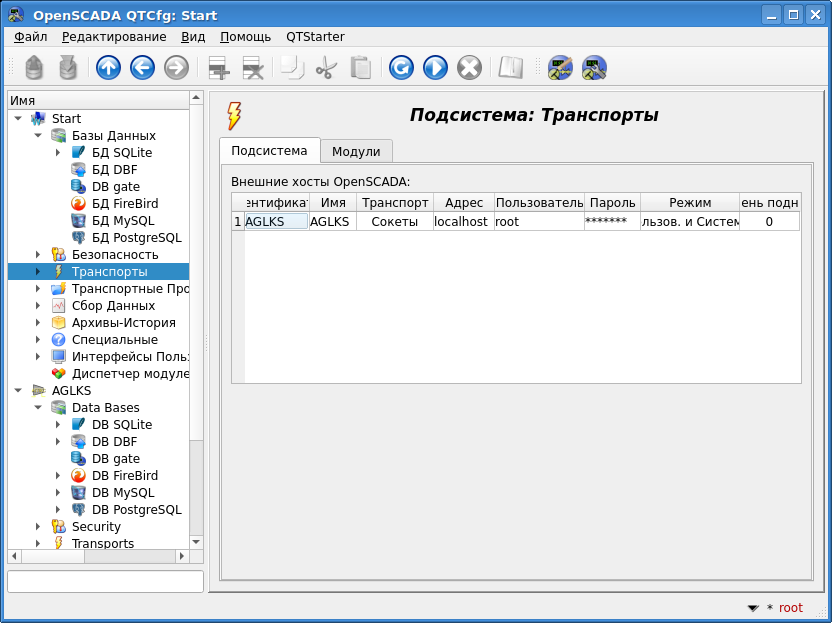 OpenSCADA QTCfg: Start
Файл Редактирование Вид Помощь QTStarter
Имя
Start
Базы Данных
БД SQLite
БД DBF
DB gate
БД FireBird
БД MySQL
БД PostgreSQL
Безопасность
Транспорты
Транспортные Про
Сбор Данных
Архивы-История
Специальные
Интерфейсы Польз
Диспетчер модуле
AGLKS
Data Bases
DB SQLite
DB DBF
DB gate
DB FireBird
DB MySQL
DB PostgreSQL
Security
Transports
Подсистема: Транспорты
Подсистема Модули
Внешние хосты OpenSCADA:
ентификат Имя Транспорт Адрес Пользователь Пароль Режим ень подн
1 AGLKS AGLKS Сокеты localhost root ******* льзов. и Систем 0
* root